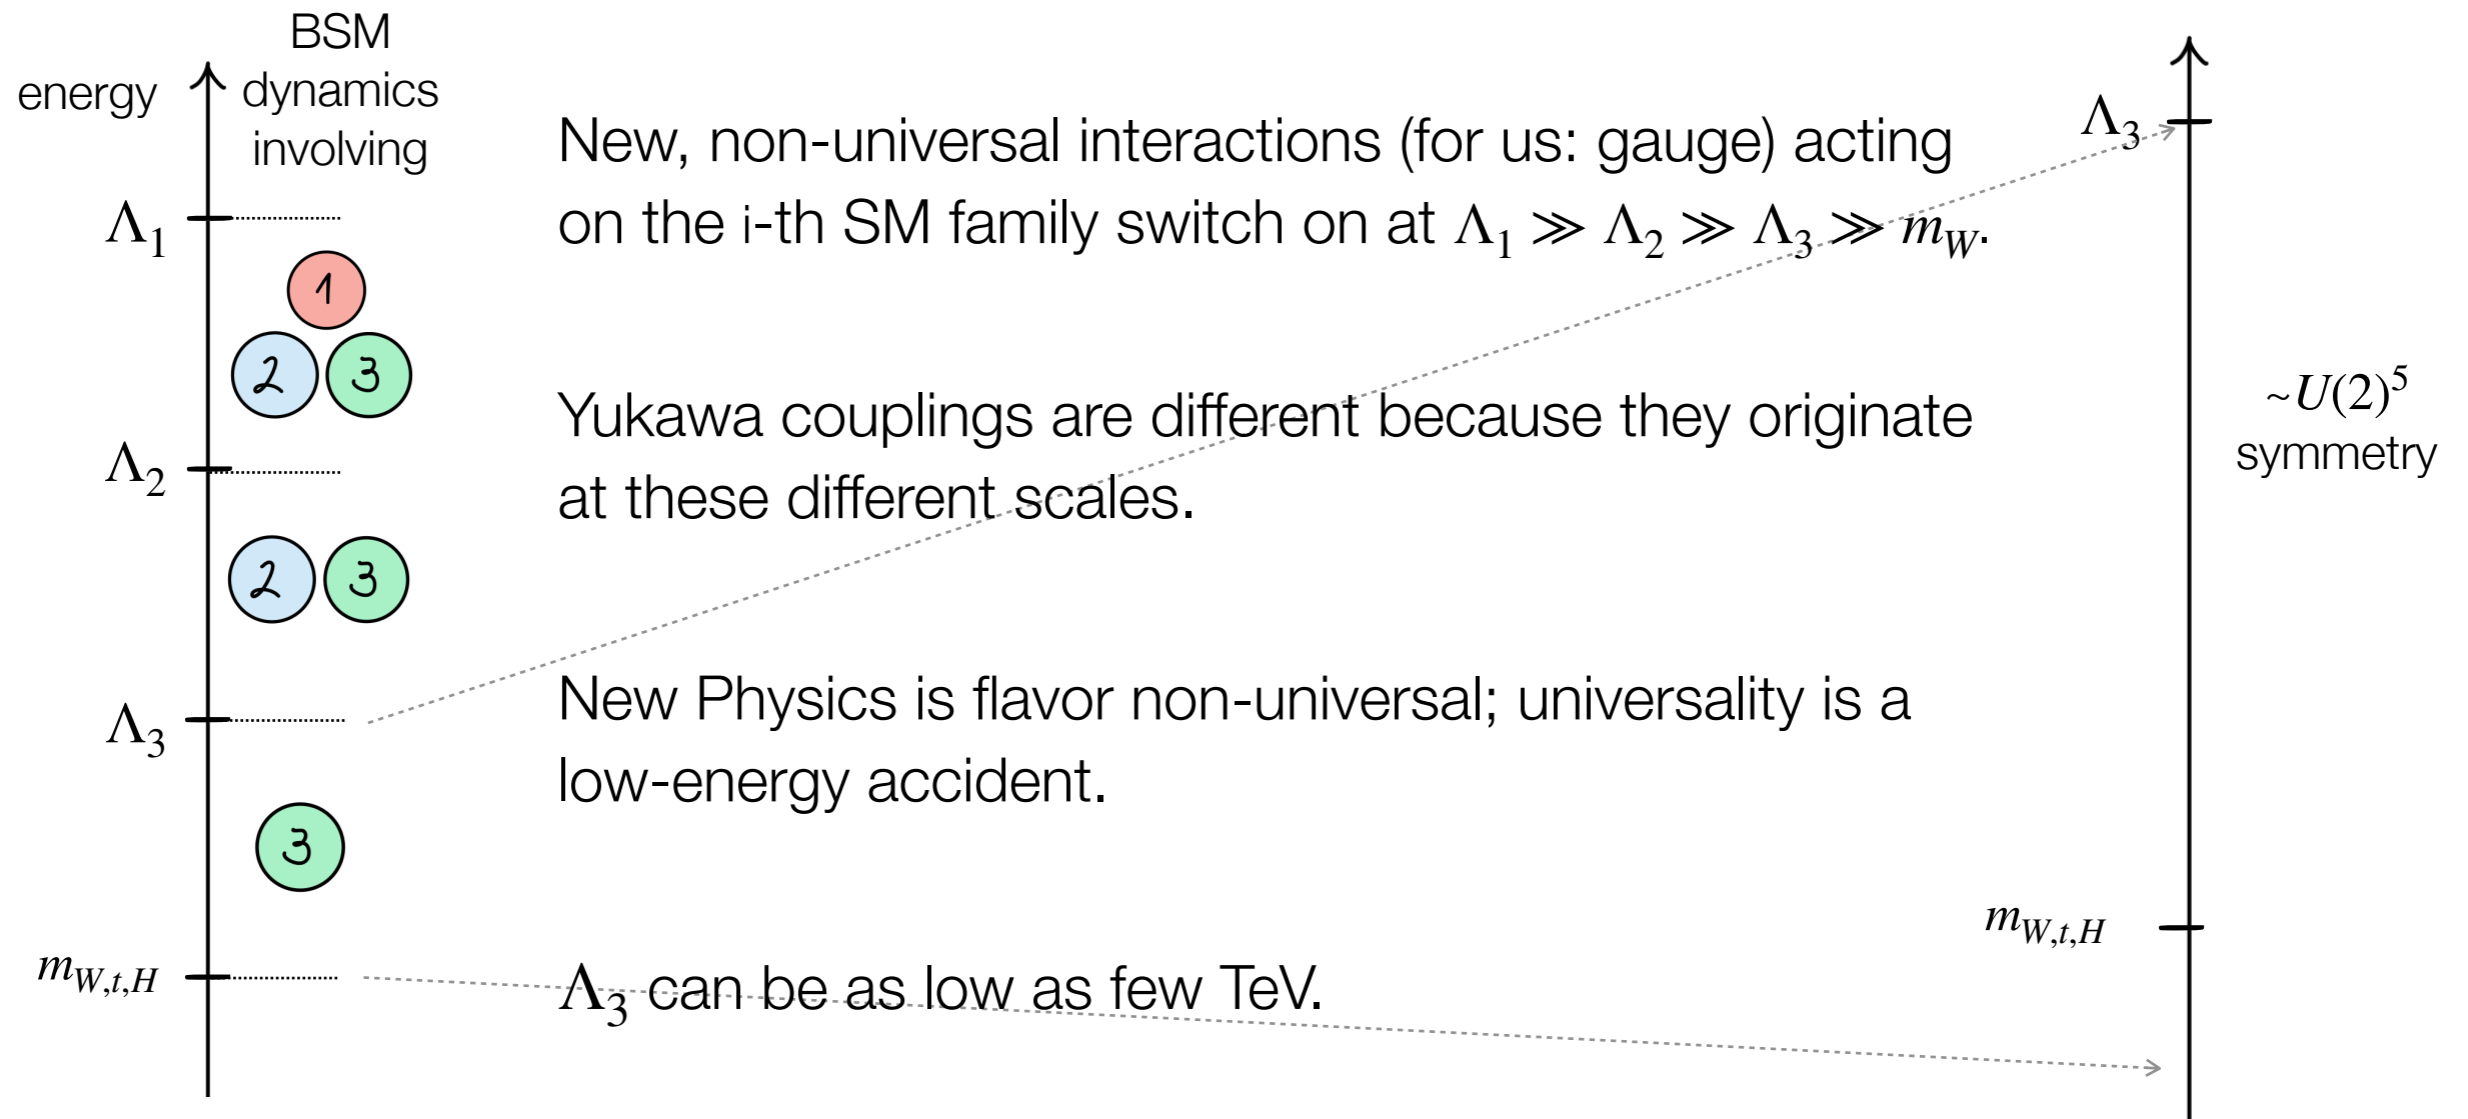 energy
BSM
dynamics
involving
Λ₁
1
2 3
Λ₂
2 3
Λ₃
3
m_{W,t,H}
New, non-universal interactions (for us: gauge) acting
on the i-th SM family switch on at Λ₁ ≫ Λ₂ ≫ Λ₃ ≫ m_W.
Yukawa couplings are different because they originate
at these different scales.
New Physics is flavor non-universal; universality is a
low-energy accident.
Λ₃ can be as low as few TeV.
Λ₃
~U(2)⁵
symmetry
m_{W,t,H}